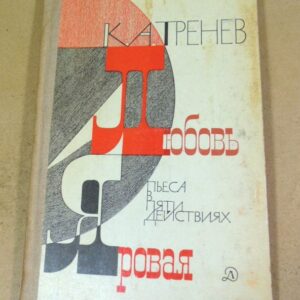 К. А. ТРЕНЕВ
Любовь
Яровая
ПЬЕСА
В
ПЯТИ
ДЕЙСТВИЯХ
Д